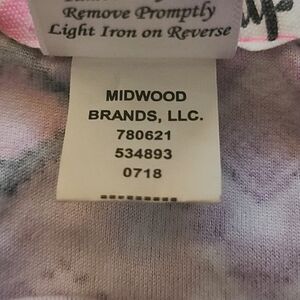 Remove Promptly
Light Iron on Reverse
MIDWOOD
BRANDS, LLC.
780621
534893
0718